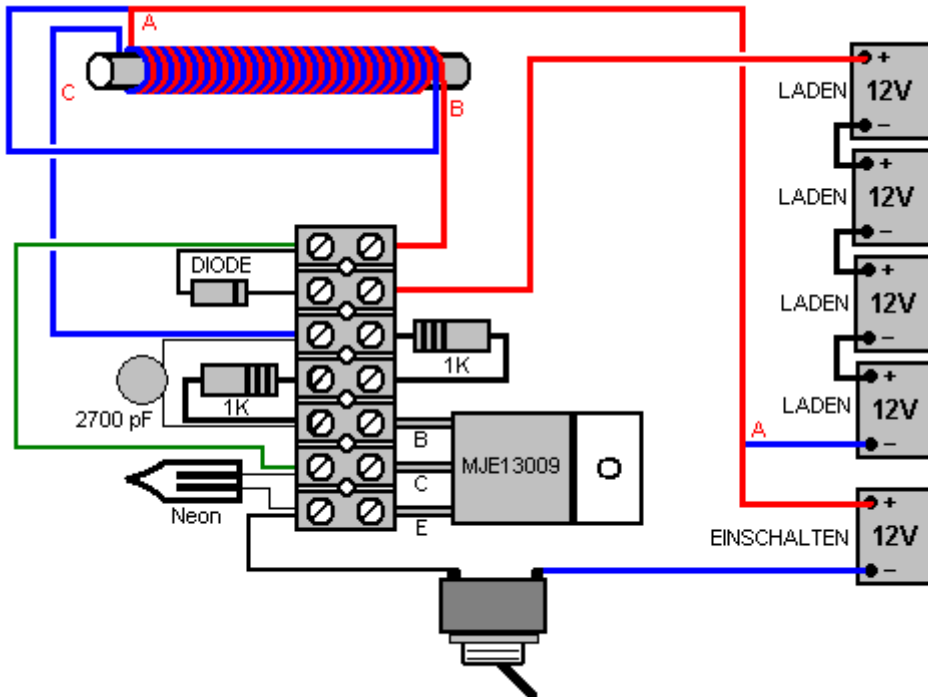 A
C
B
+
LADEN
12V
−
+
LADEN
12V
−
+
LADEN
12V
−
+
LADEN
12V
A
−
DIODE
1K
1K
2700 pF
B
MJE13009
C
Neon
E
+
EINSCHALTEN
12V
−